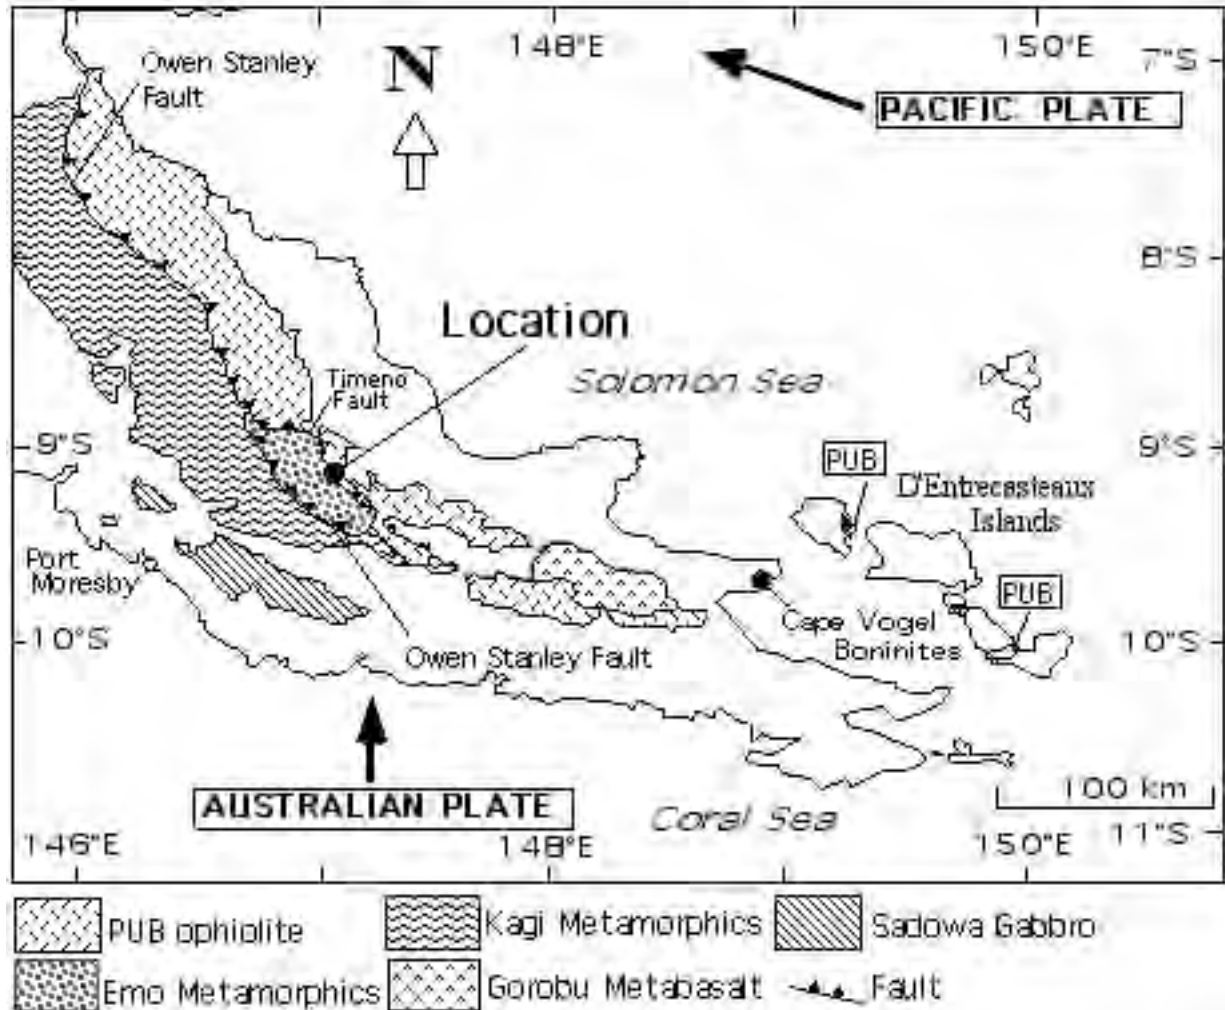 148°E
150°E
7°S
Owen Stanley
Fault
N
PACIFIC PLATE
8°S
Location
Solomon Sea
Timeno
Fault
9°S
9°S
PUB
D'Entrecasteaux
Islands
Port
Moresby
PUB
Cape Vogel
Boninites
10°S
10°S
Owen Stanley Fault
AUSTRALIAN PLATE
100 km
Coral Sea
146°E
148°E
150°E
11°S
PUB ophiolite
Kagi Metamorphics
Sadowa Gabbro
Emo Metamorphics
Gorobu Metabasalt
Fault